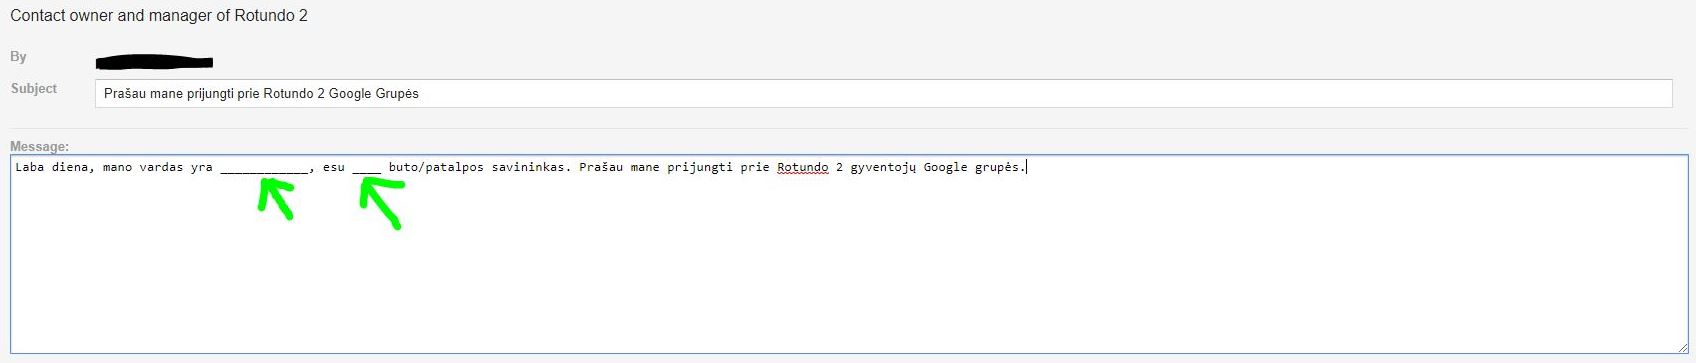 Contact owner and manager of Rotundo 2
By
Subject
Prašau mane prijungti prie Rotundo 2 Google Grupės
Message:
Laba diena, mano vardas yra ____________, esu ____ buto/patalpos savininkas. Prašau mane prijungti prie Rotundo 2 gyventojų Google grupės.